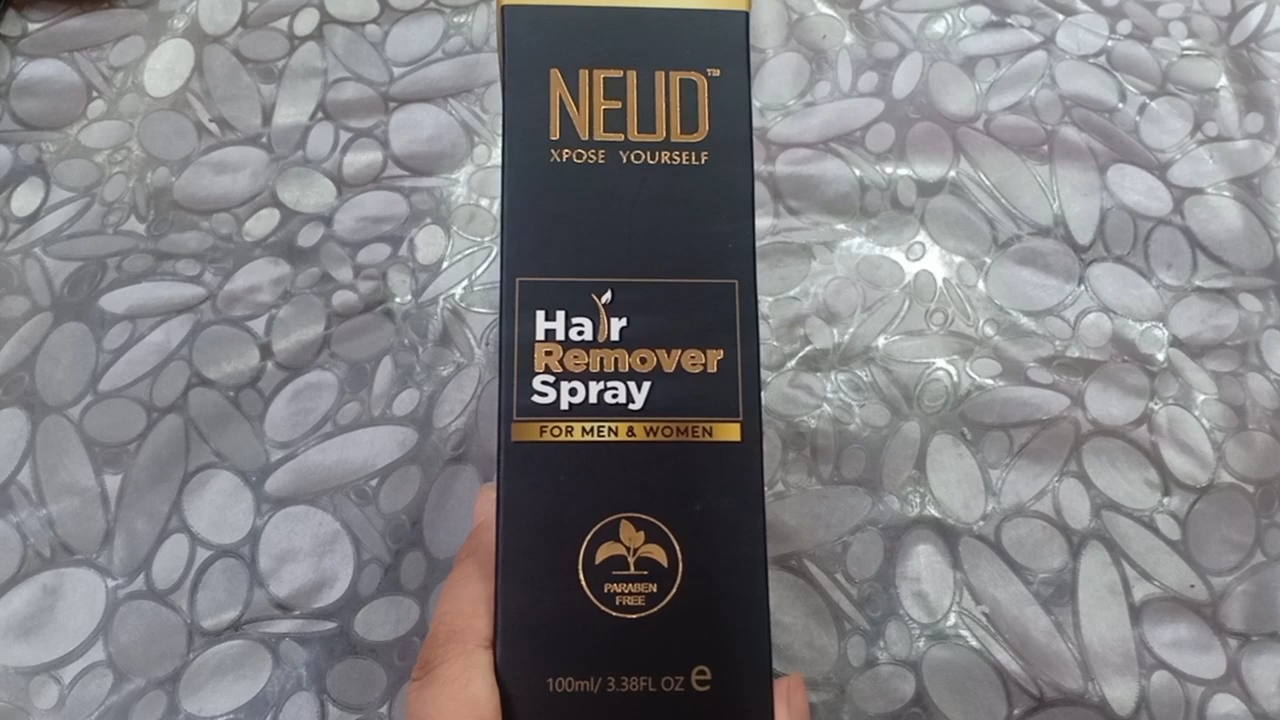 NEUD™
XPOSE YOURSELF
Hair
Remover
Spray
FOR MEN & WOMEN
PARABEN
FREE
100ml/ 3.38FL OZ ℮